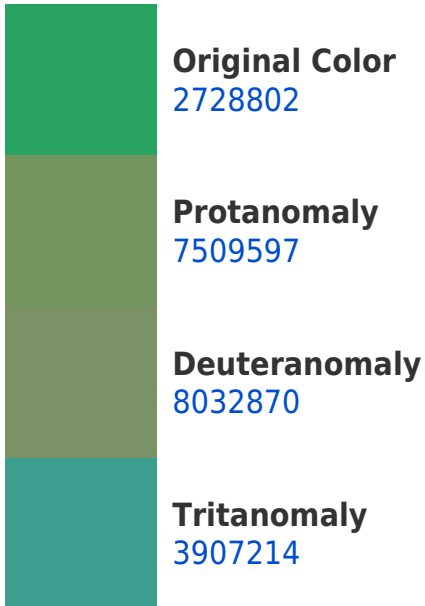 Original Color
2728802
Protanomaly
7509597
Deuteranomaly
8032870
Tritanomaly
3907214